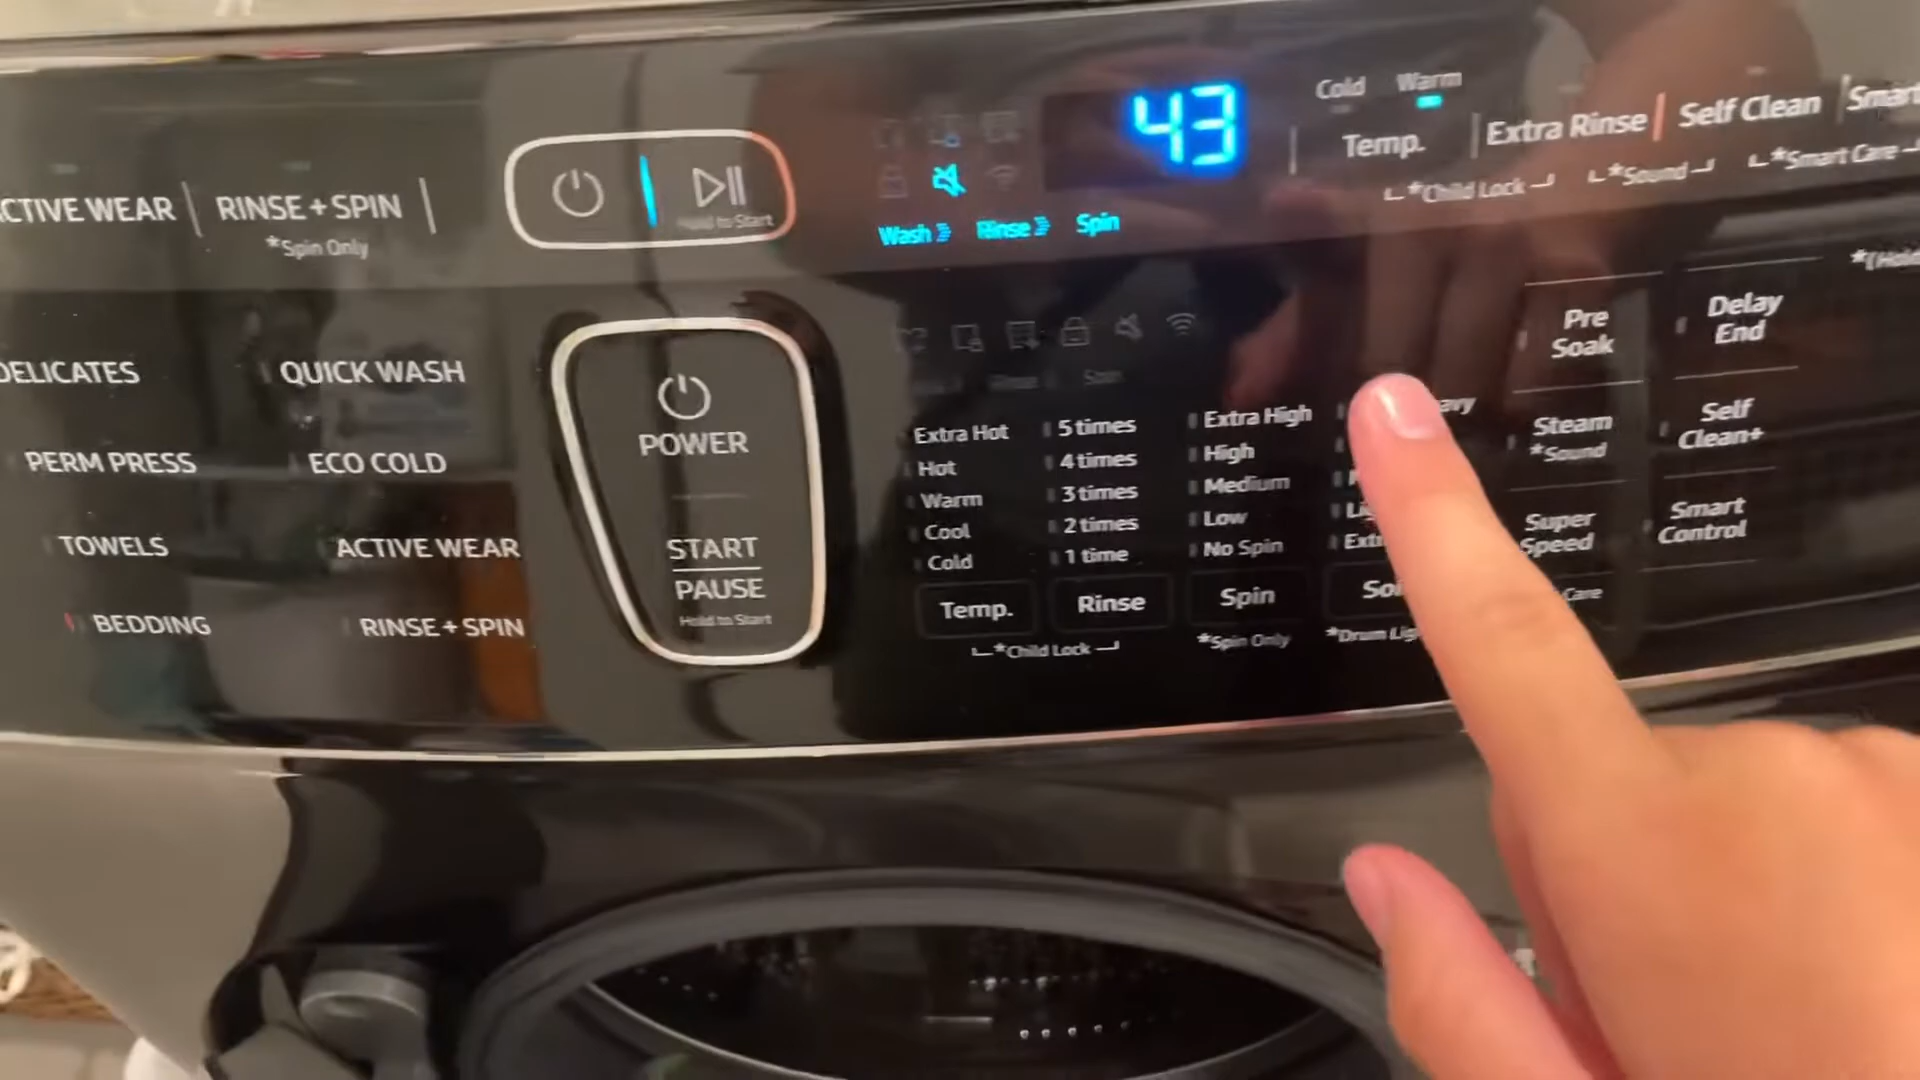 43
Cold Warm
Temp.
Extra Rinse
Self Clean
Smart
*Child Lock
*Sound
*Smart Care
ACTIVE WEAR
RINSE + SPIN
*Spin Only
Hold to Start
Wash Rinse Spin
DELICATES
QUICK WASH
PERM PRESS
ECO COLD
TOWELS
ACTIVE WEAR
BEDDING
RINSE + SPIN
POWER
START
PAUSE
Hold to Start
Extra Hot
Hot
Warm
Cool
Cold
Temp.
5 times
4 times
3 times
2 times
1 time
Rinse
*Child Lock
Extra High
High
Medium
Low
No Spin
Spin
*Spin Only
Pre
Soak
Steam
*Sound
Super
Speed
Care
Delay
End
Self
Clean+
Smart
Control